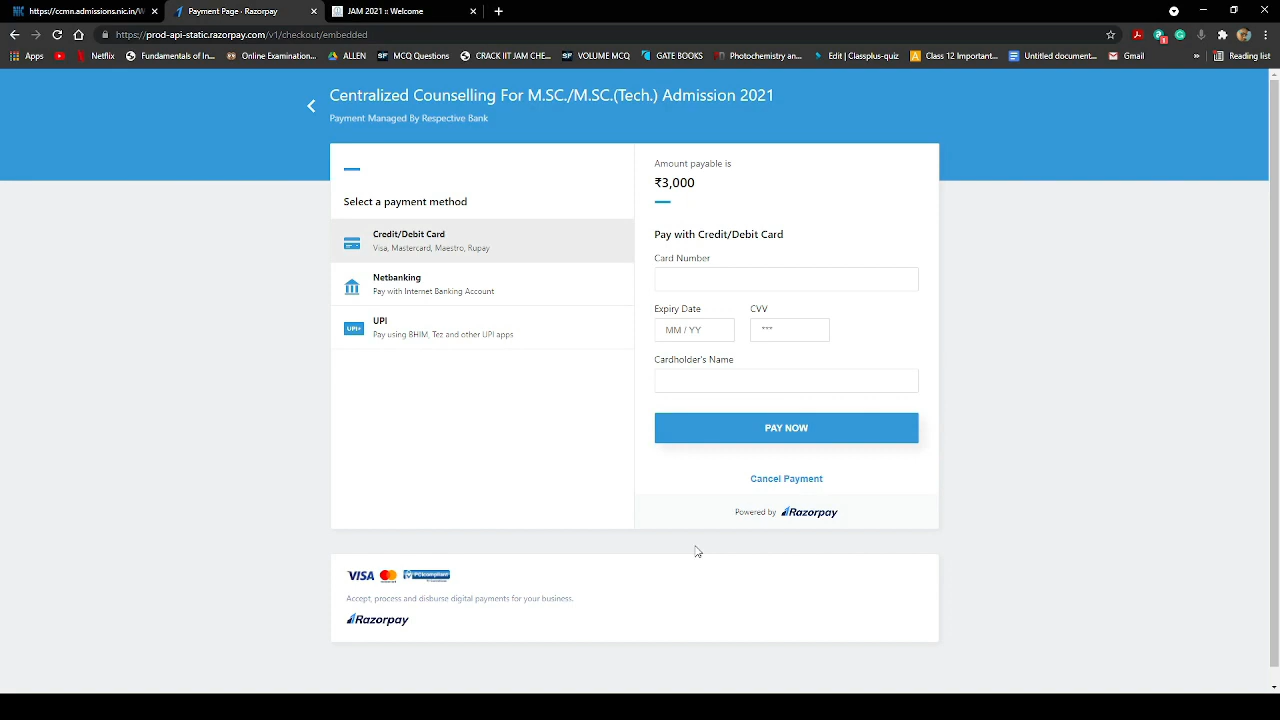 NIC https://ccmn.admissions.nic.in/W
Payment Page - Razorpay
JAM 2021 :: Welcome
https://prod-api-static.razorpay.com/v1/checkout/embedded
Apps
Netflix
Fundamentals of In...
Online Examination...
ALLEN
MCQ Questions
CRACK IIT JAM CHE...
VOLUME MCQ
GATE BOOKS
Photochemistry an...
Edit | Classplus-quiz
Class 12 Important...
Untitled document...
Gmail
»
Reading list
Centralized Counselling For M.SC./M.SC.(Tech.) Admission 2021
Payment Managed By Respective Bank
Select a payment method
Credit/Debit Card
Visa, Mastercard, Maestro, Rupay
Netbanking
Pay with Internet Banking Account
UPI
Pay using BHIM, Tez and other UPI apps
Amount payable is
₹3,000
Pay with Credit/Debit Card
Card Number
Expiry Date CVV
MM / YY ***
Cardholder's Name
PAY NOW
Cancel Payment
Powered by Razorpay
VISA PCI compliant
Accept, process and disburse digital payments for your business.
Razorpay